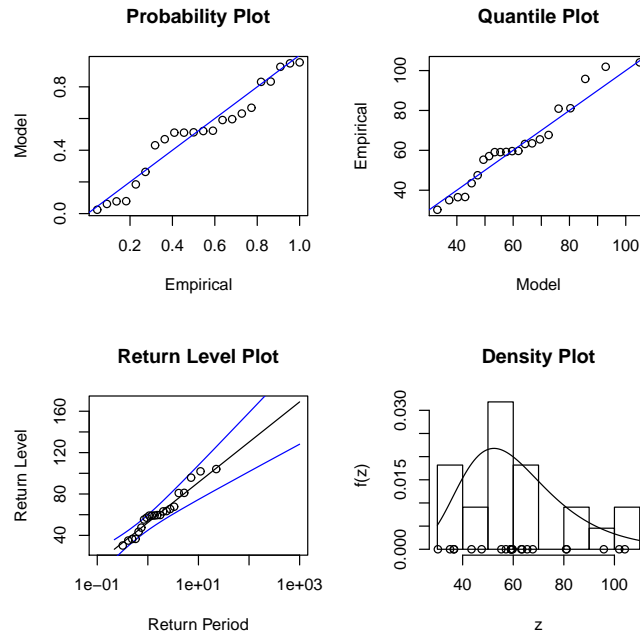 Probability Plot
Model
0.0 0.4 0.8
0.2 0.4 0.6 0.8 1.0
Empirical
Quantile Plot
Empirical
40 60 80 100
40 60 80 100
Model
Return Level Plot
Return Level
40 80 120 160
1e−01 1e+01 1e+03
Return Period
Density Plot
f(z)
0.000 0.015 0.030
40 60 80 100
z